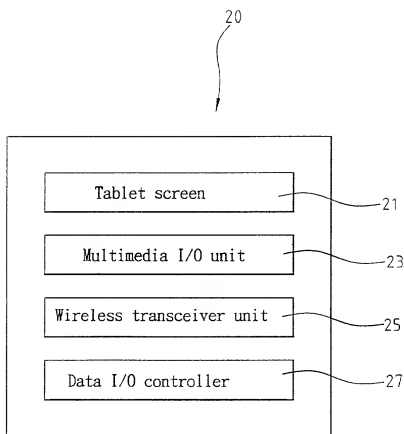 20
Tablet screen
21
Multimedia I/O unit
23
Wireless transceiver unit
25
Data I/O controller
27